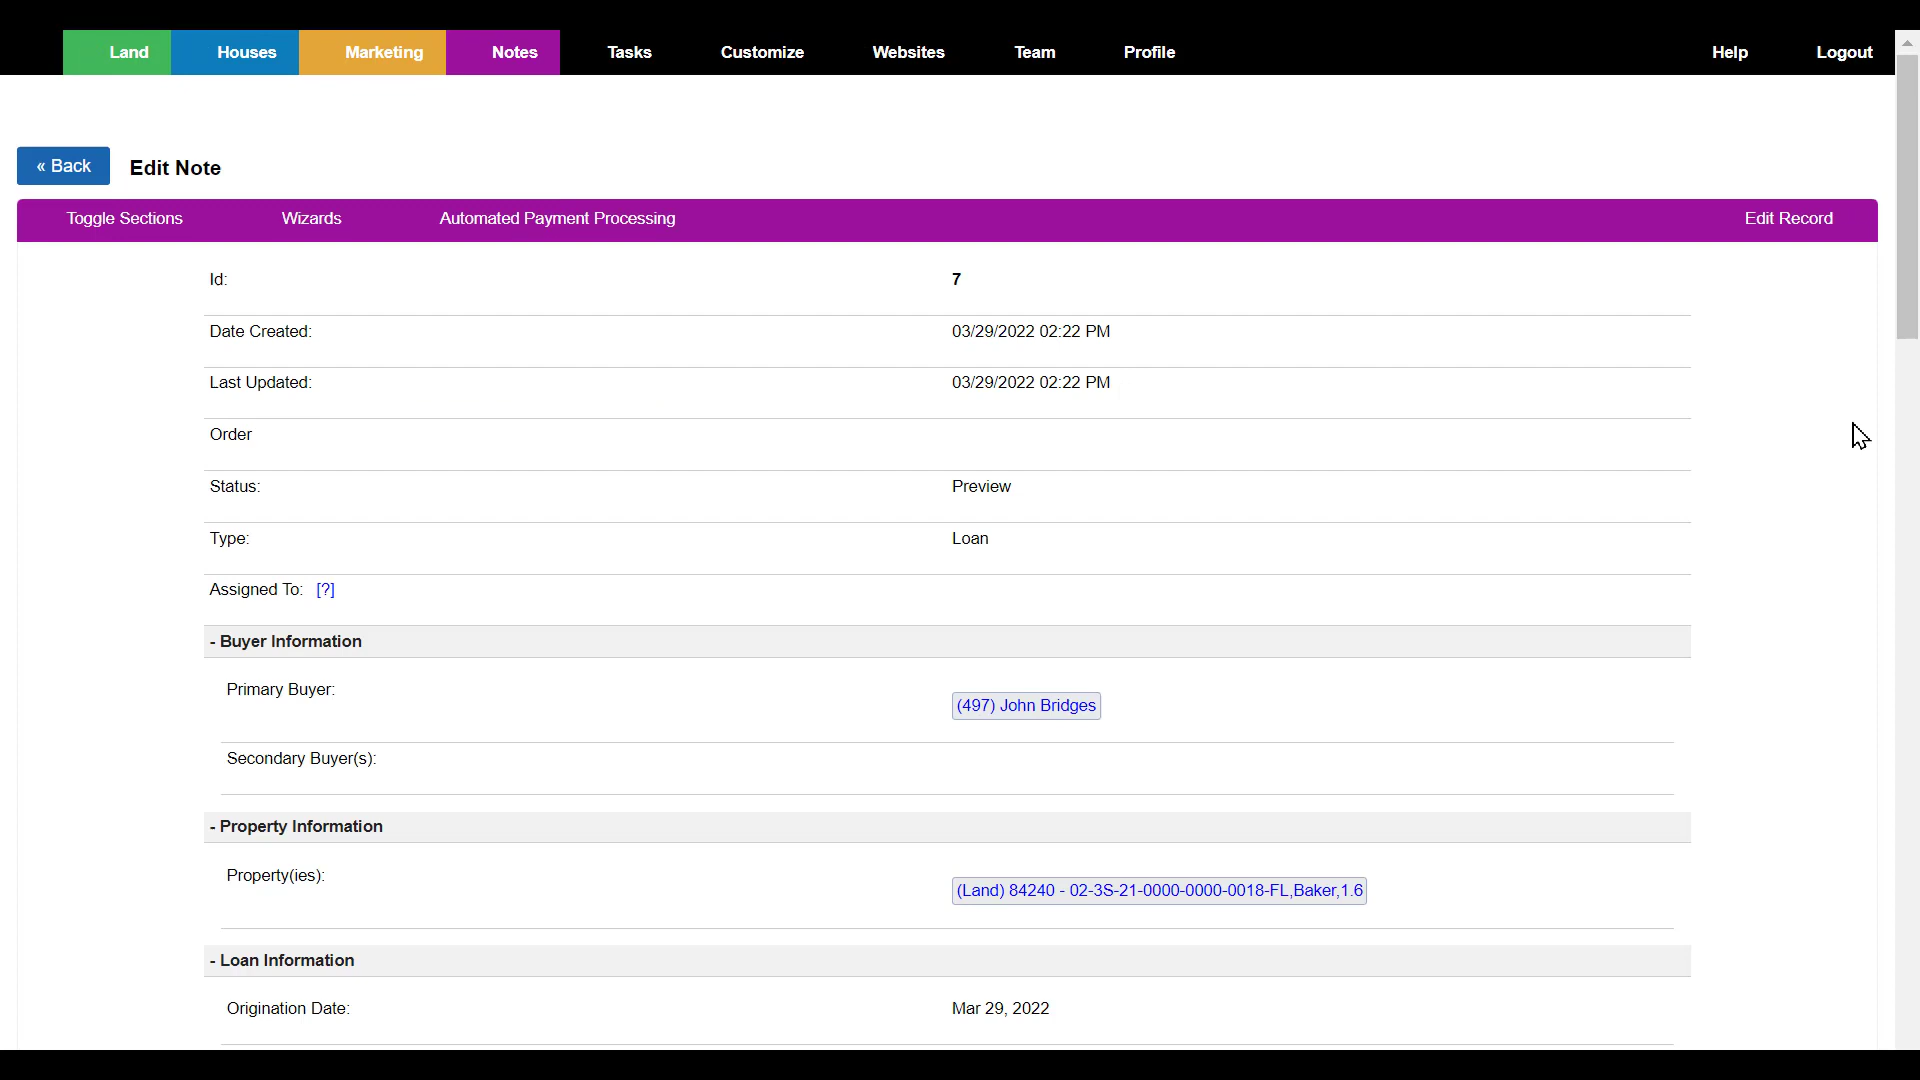 Land Houses Marketing Notes Tasks Customize Websites Team Profile Help Logout
« Back Edit Note
Toggle Sections Wizards Automated Payment Processing Edit Record
Id: 7
Date Created: 03/29/2022 02:22 PM
Last Updated: 03/29/2022 02:22 PM
Order
Status: Preview
Type: Loan
Assigned To: [?]
- Buyer Information
Primary Buyer: (497) John Bridges
Secondary Buyer(s):
- Property Information
Property(ies): (Land) 84240 - 02-3S-21-0000-0000-0018-FL,Baker,1.6
- Loan Information
Origination Date: Mar 29, 2022